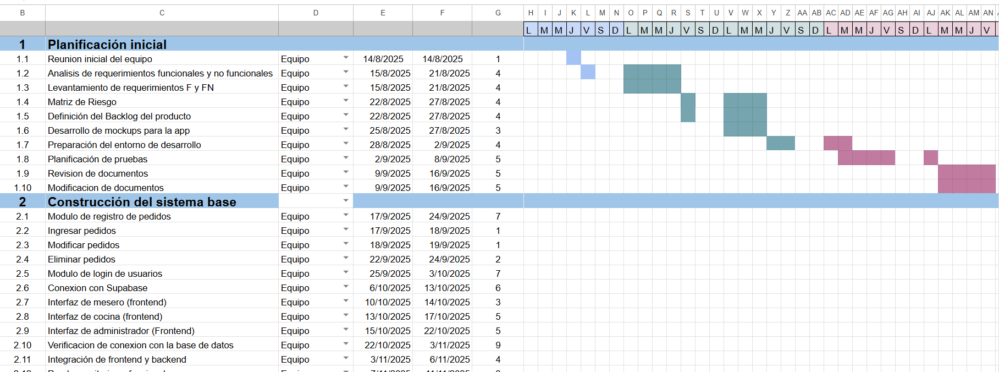 B C D E F G H I J K L M N O P Q R S T U V W X Y Z AA AB AC AD AE AF AG AH AI AJ AK AL AM AN
L M M J V S D L M M J V S D L M M J V S D L M M J V S D L M M J V
1 Planificación inicial
1.1 Reunion inicial del equipo Equipo 14/8/2025 14/8/2025 1
1.2 Analisis de requerimientos funcionales y no funcionales Equipo 15/8/2025 21/8/2025 4
1.3 Levantamiento de requerimientos F y FN Equipo 15/8/2025 21/8/2025 4
1.4 Matriz de Riesgo Equipo 22/8/2025 27/8/2025 4
1.5 Definición del Backlog del producto Equipo 22/8/2025 27/8/2025 4
1.6 Desarrollo de mockups para la app Equipo 25/8/2025 27/8/2025 3
1.7 Preparación del entorno de desarrollo Equipo 28/8/2025 2/9/2025 4
1.8 Planificación de pruebas Equipo 2/9/2025 8/9/2025 5
1.9 Revision de documentos Equipo 9/9/2025 16/9/2025 5
1.10 Modificacion de documentos Equipo 9/9/2025 16/9/2025 5
2 Construcción del sistema base
2.1 Modulo de registro de pedidos Equipo 17/9/2025 24/9/2025 7
2.2 Ingresar pedidos Equipo 17/9/2025 18/9/2025 1
2.3 Modificar pedidos Equipo 18/9/2025 19/9/2025 1
2.4 Eliminar pedidos Equipo 22/9/2025 24/9/2025 2
2.5 Modulo de login de usuarios Equipo 25/9/2025 3/10/2025 7
2.6 Conexion con Supabase Equipo 6/10/2025 13/10/2025 6
2.7 Interfaz de mesero (frontend) Equipo 10/10/2025 14/10/2025 3
2.8 Interfaz de cocina (frontend) Equipo 13/10/2025 17/10/2025 5
2.9 Interfaz de administrador (Frontend) Equipo 15/10/2025 22/10/2025 5
2.10 Verificacion de conexion con la base de datos Equipo 22/10/2025 3/11/2025 9
2.11 Integración de frontend y backend Equipo 3/11/2025 6/11/2025 4